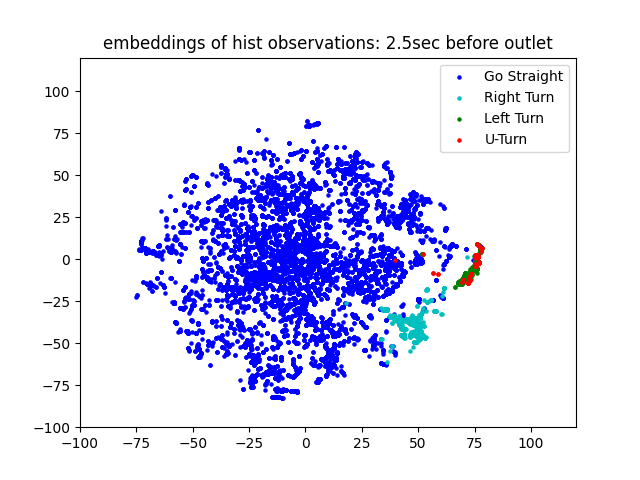 embeddings of hist observations: 2.5sec before outlet
Go Straight
Right Turn
Left Turn
U-Turn
100
75
50
25
0
−25
−50
−75
−100
−100 −75 −50 −25 0 25 50 75 100